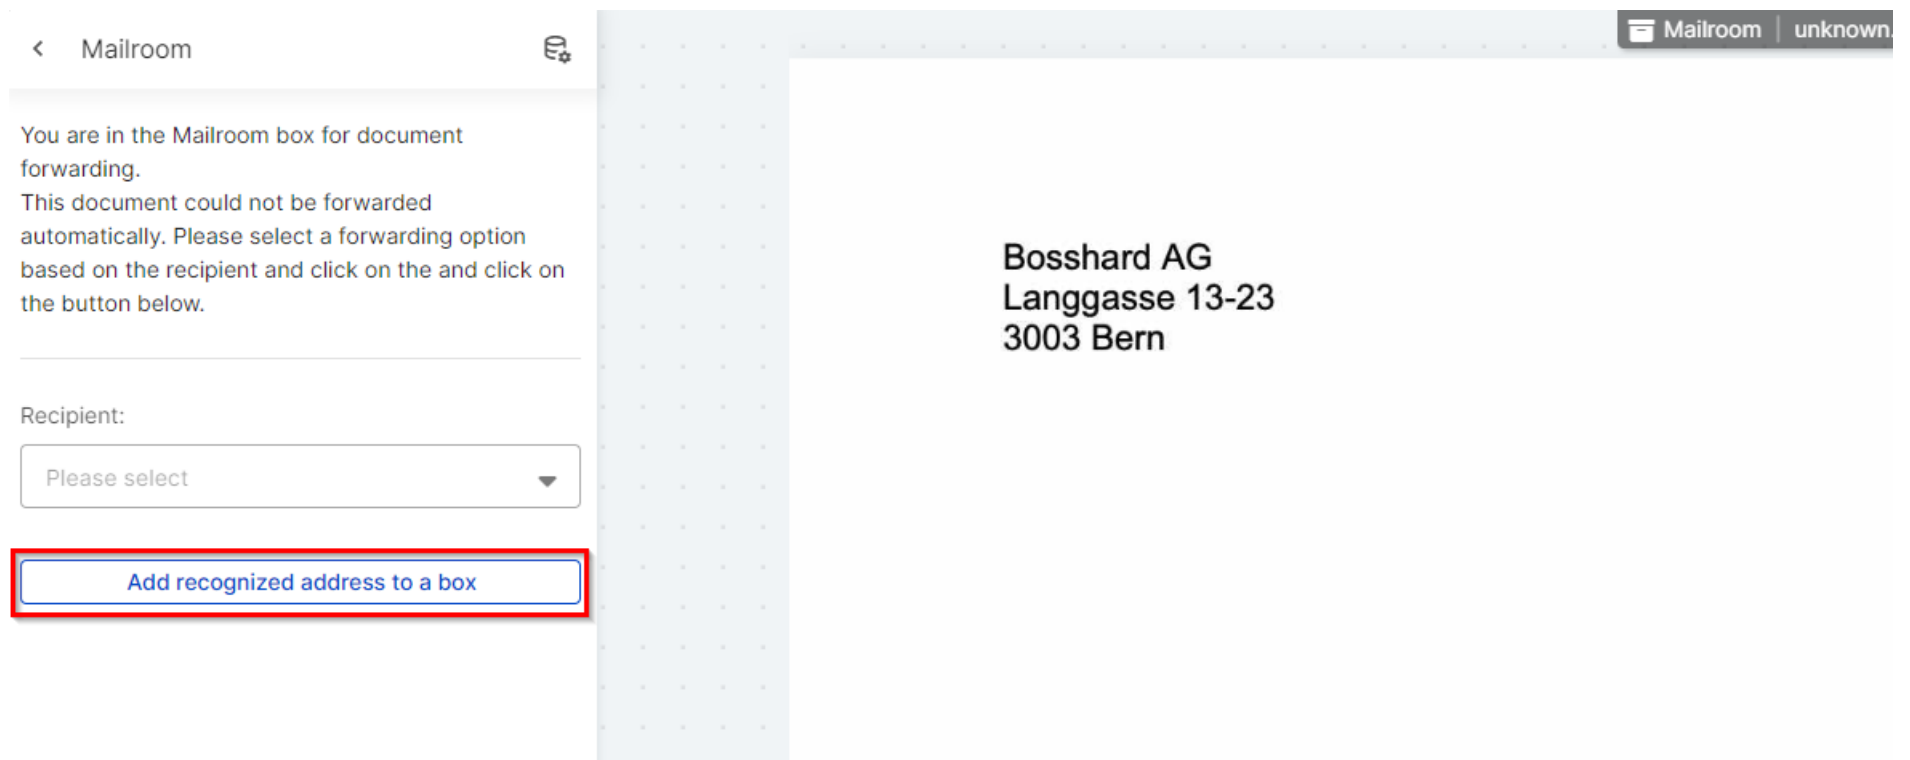 Mailroom
Mailroom | unknown.
You are in the Mailroom box for document
forwarding.
This document could not be forwarded
automatically. Please select a forwarding option
based on the recipient and click on the and click on
the button below.
Recipient:
Please select
Add recognized address to a box
Bosshard AG
Langgasse 13-23
3003 Bern